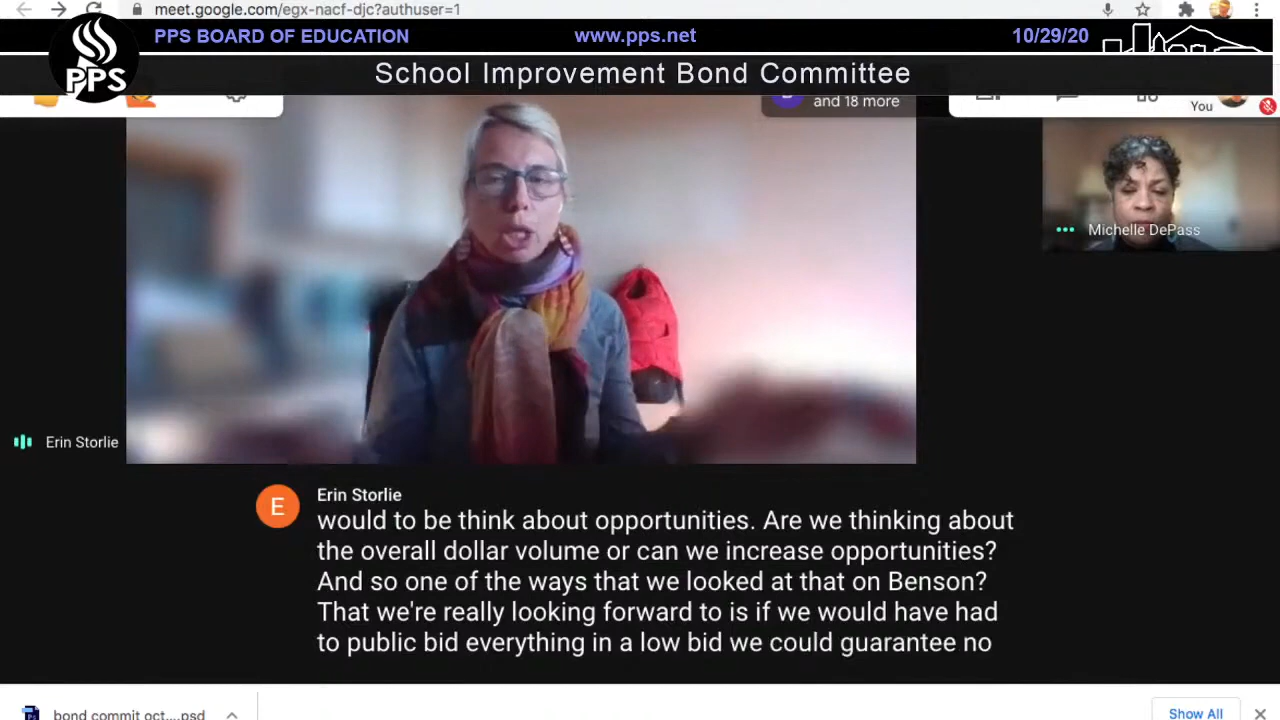 meet.google.com/egx-nacf-djc?authuser=1
PPS BOARD OF EDUCATION www.pps.net 10/29/20
PPS
School Improvement Bond Committee
and 18 more
You
Michelle DePass
Erin Storlie
E
Erin Storlie
would to be think about opportunities. Are we thinking about
the overall dollar volume or can we increase opportunities?
And so one of the ways that we looked at that on Benson?
That we're really looking forward to is if we would have had
to public bid everything in a low bid we could guarantee no
bond commit oct....psd
Show All